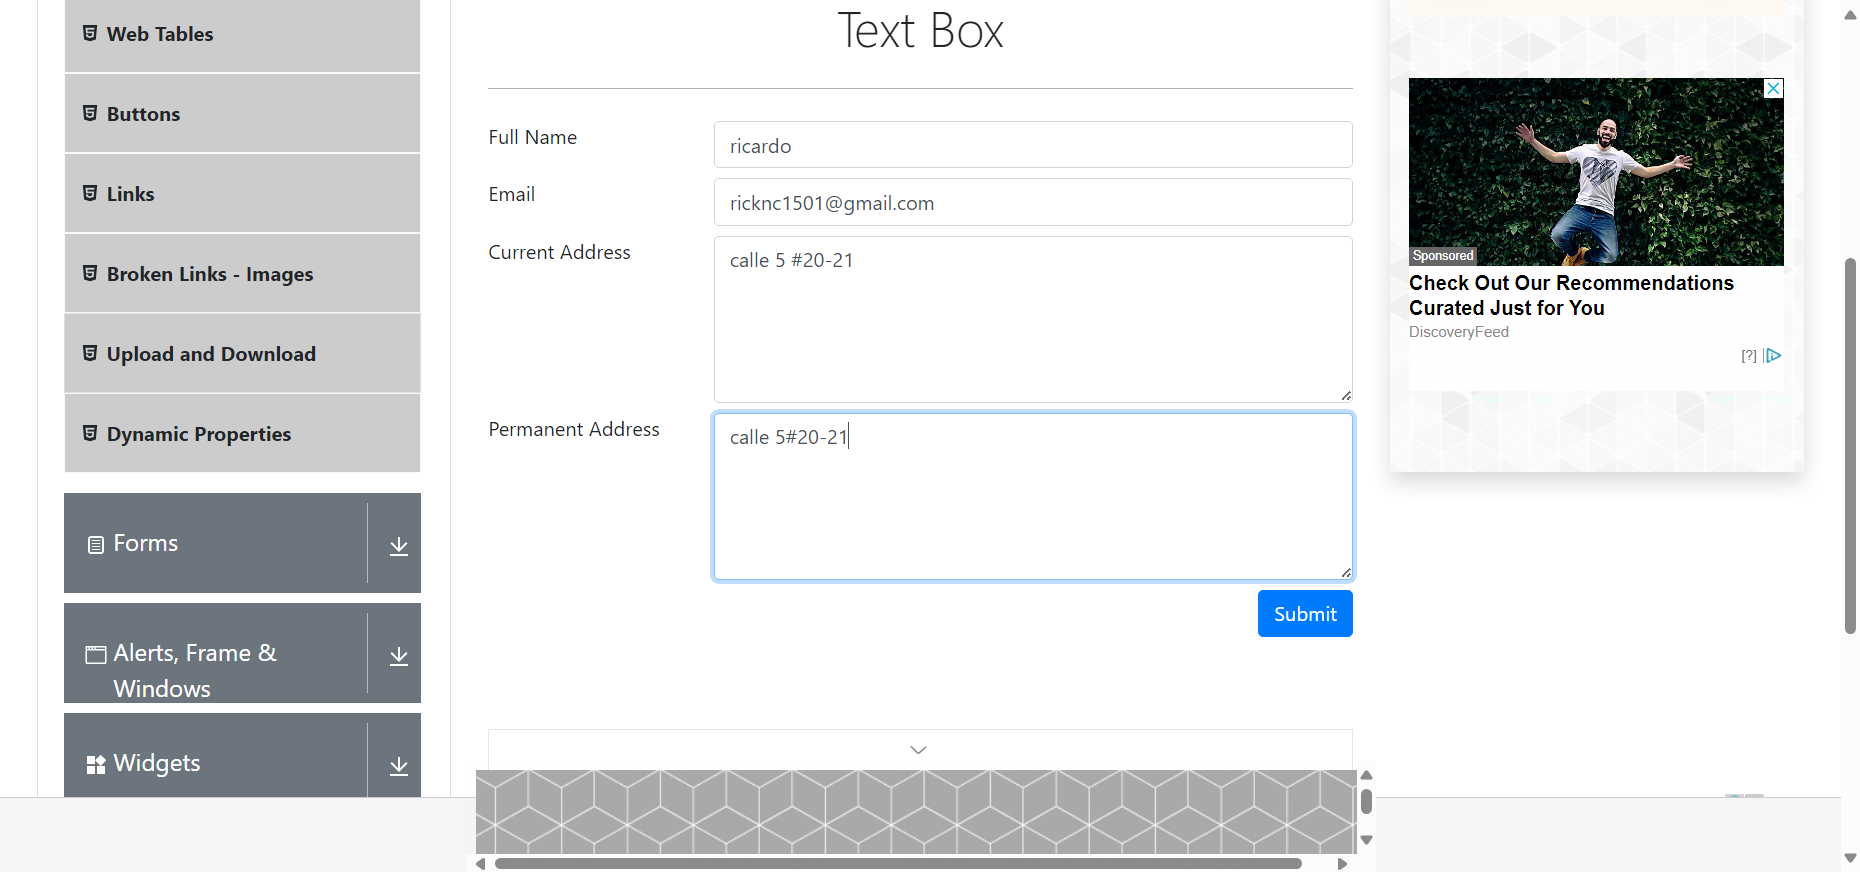 Web Tables
Buttons
Links
Broken Links - Images
Upload and Download
Dynamic Properties
Forms
Alerts, Frame &
Windows
Widgets
Text Box
Full Name
ricardo
Email
ricknc1501@gmail.com
Current Address
calle 5 #20-21
Permanent Address
calle 5#20-21
Submit
Sponsored
Check Out Our Recommendations
Curated Just for You
DiscoveryFeed
[?]